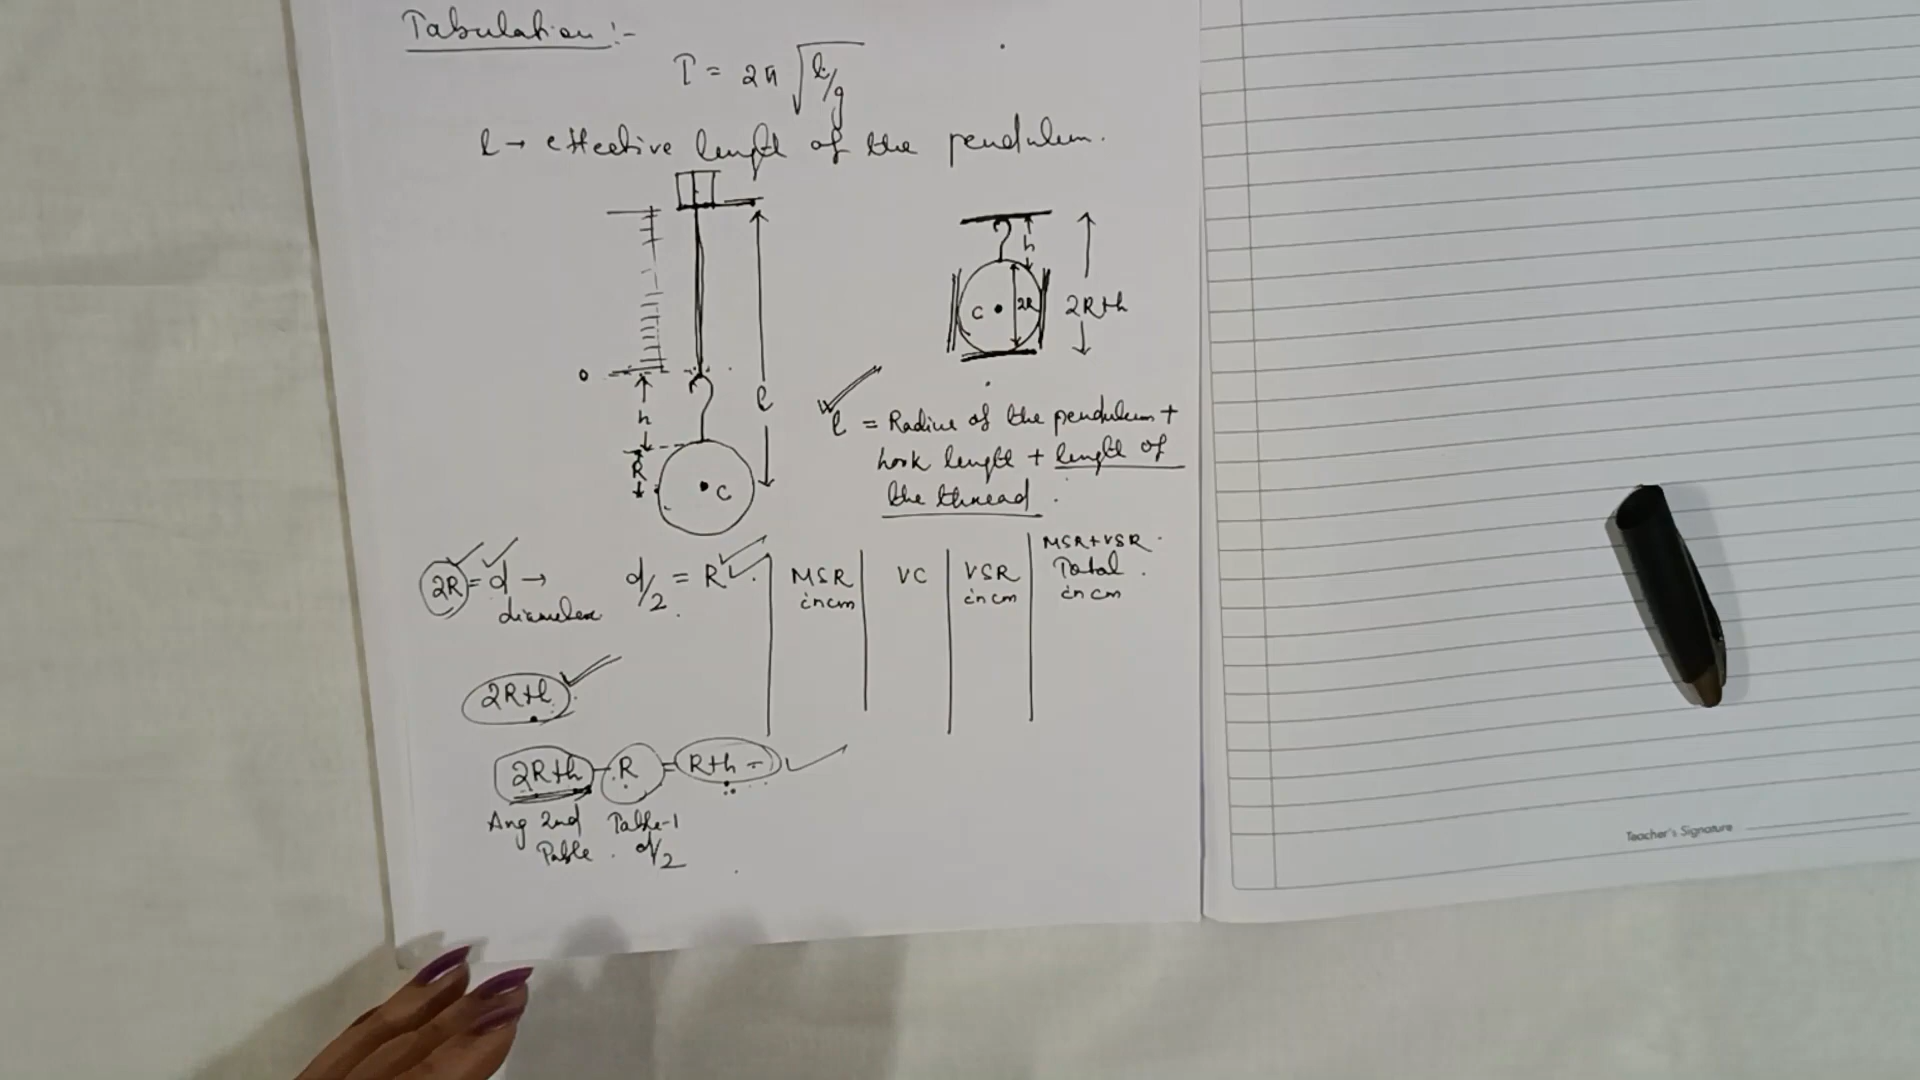 Tabulation :-
T = 2π √l/g
l → effective length of the pendulum.
h
2R
C
2R+h
0
h
R
l
C
l = Radius of the pendulum +
hook length + length of
the thread.
2R = d →
diameter
d/2 = R
MSR
in cm
VC
VSR
in cm
MSR+VSR
Total
in cm
2R+h
2R+h - R = R+h =
2nd
Table
Table-1
d/2
Teacher's Signature